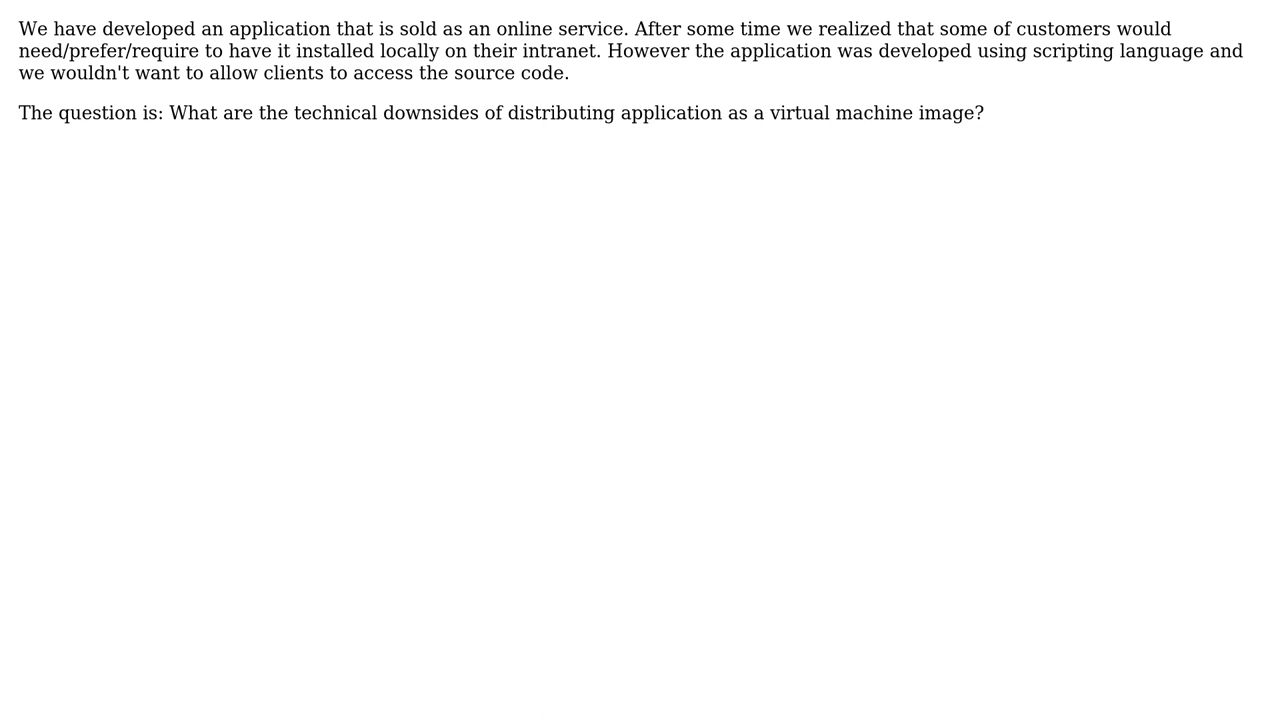 We have developed an application that is sold as an online service. After some time we realized that some of customers would
need/prefer/require to have it installed locally on their intranet. However the application was developed using scripting language and
we wouldn't want to allow clients to access the source code.
The question is: What are the technical downsides of distributing application as a virtual machine image?